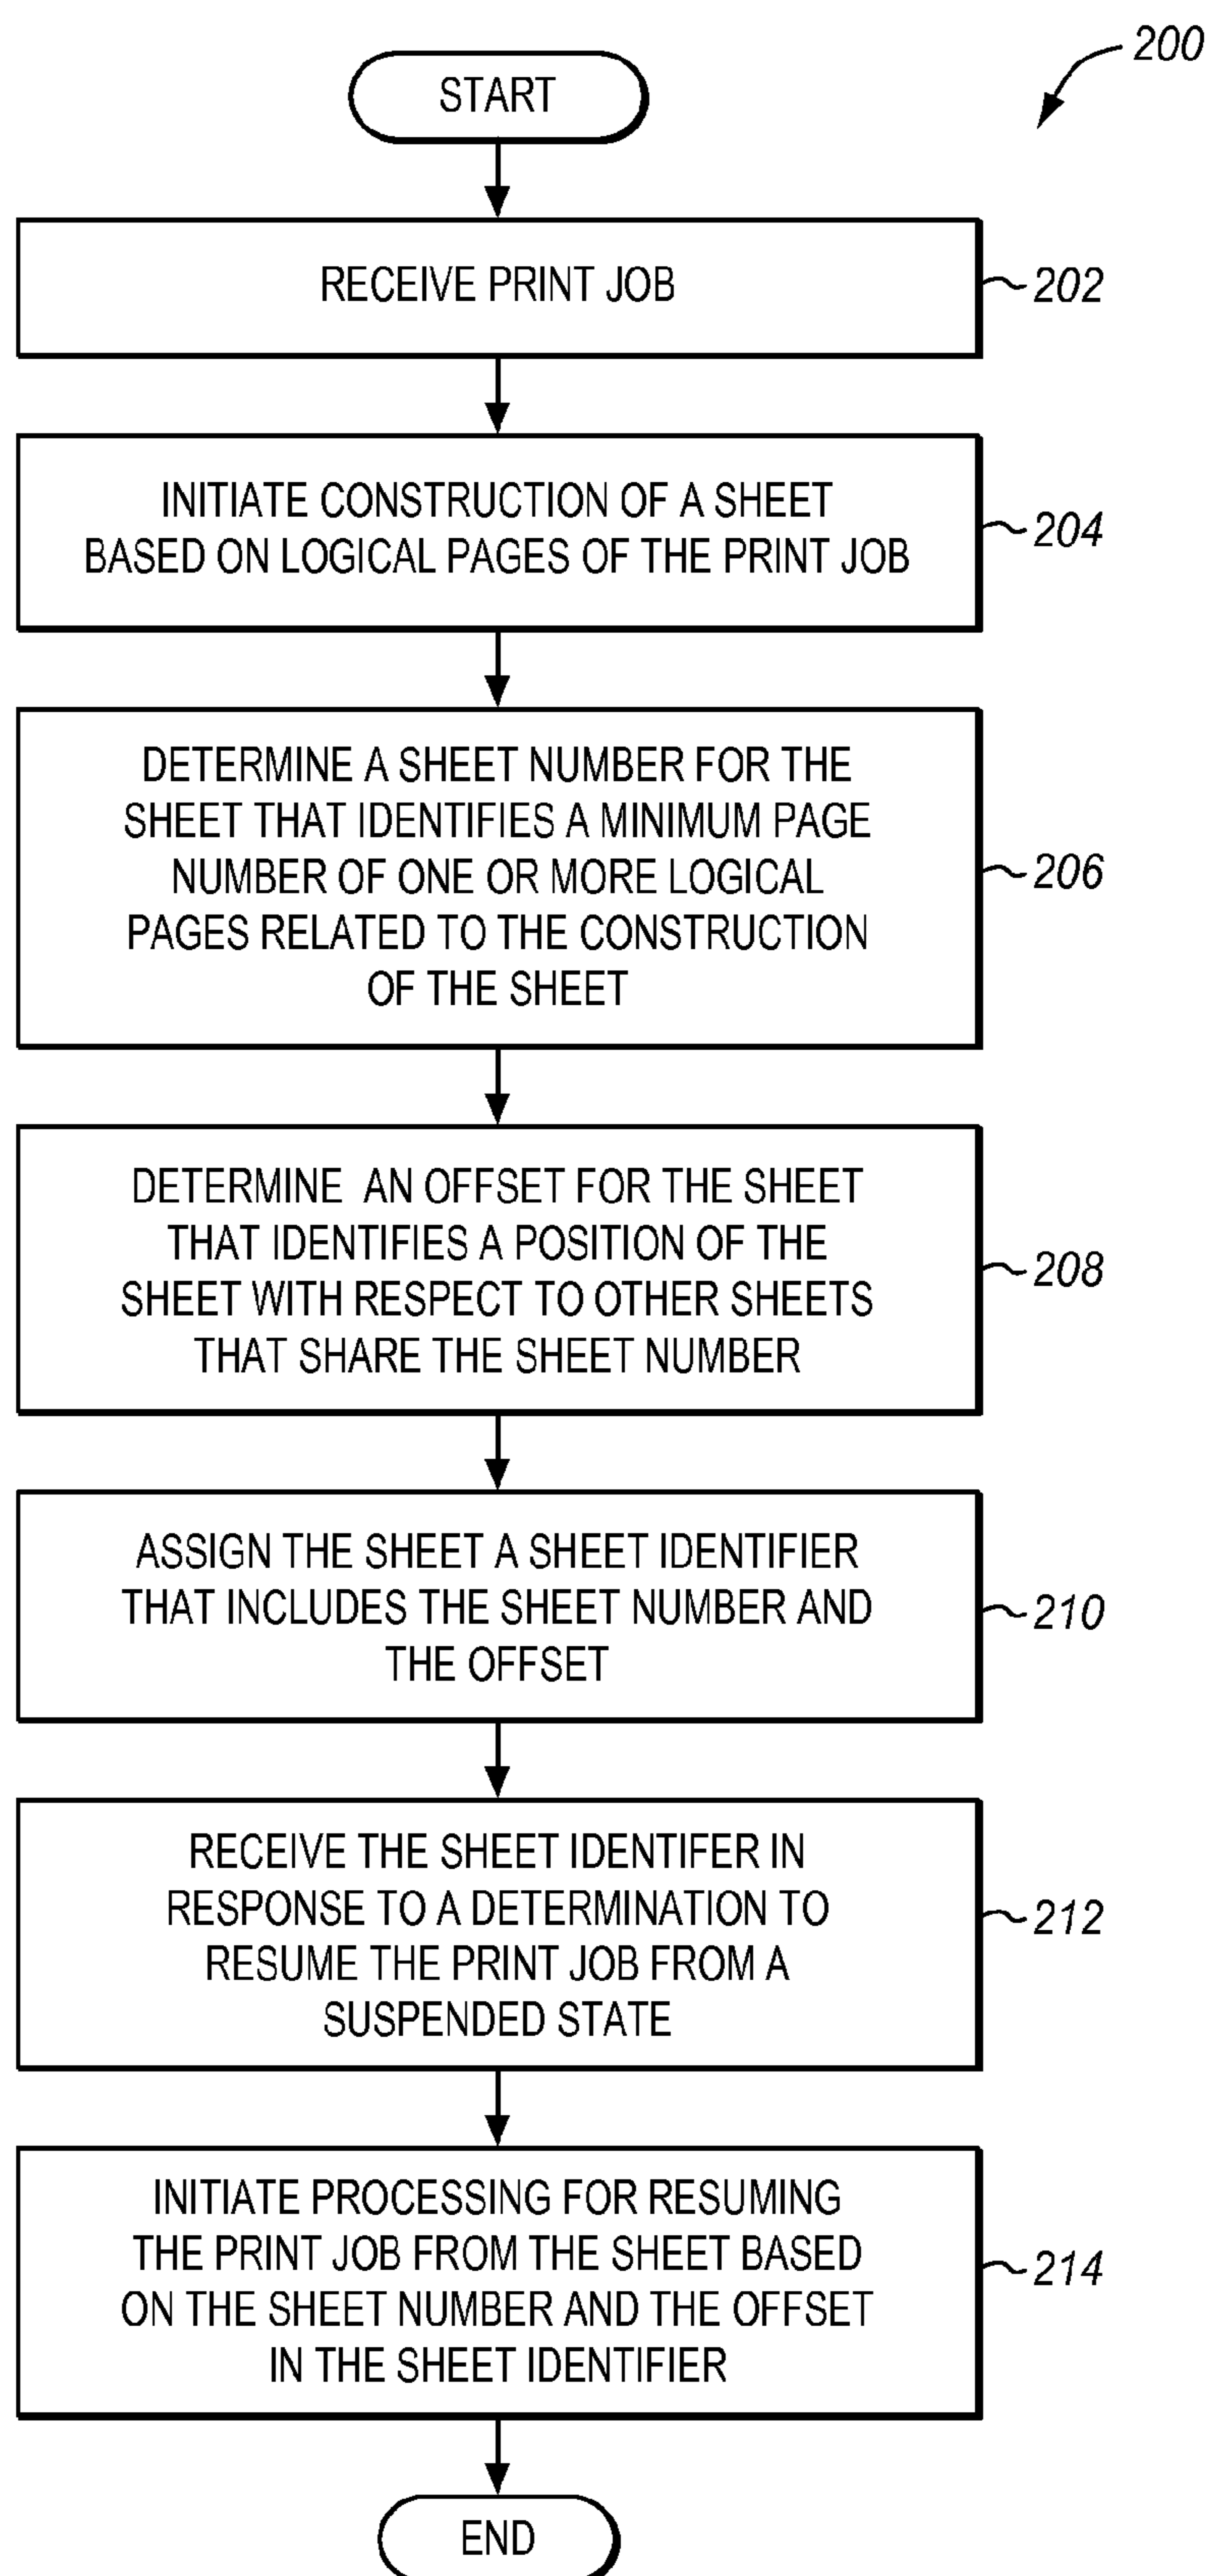 200
START
RECEIVE PRINT JOB
202
INITIATE CONSTRUCTION OF A SHEET
BASED ON LOGICAL PAGES OF THE PRINT JOB
204
DETERMINE A SHEET NUMBER FOR THE
SHEET THAT IDENTIFIES A MINIMUM PAGE
NUMBER OF ONE OR MORE LOGICAL
PAGES RELATED TO THE CONSTRUCTION
OF THE SHEET
206
DETERMINE AN OFFSET FOR THE SHEET
THAT IDENTIFIES A POSITION OF THE
SHEET WITH RESPECT TO OTHER SHEETS
THAT SHARE THE SHEET NUMBER
208
ASSIGN THE SHEET A SHEET IDENTIFIER
THAT INCLUDES THE SHEET NUMBER AND
THE OFFSET
210
RECEIVE THE SHEET IDENTIFER IN
RESPONSE TO A DETERMINATION TO
RESUME THE PRINT JOB FROM A
SUSPENDED STATE
212
INITIATE PROCESSING FOR RESUMING
THE PRINT JOB FROM THE SHEET BASED
ON THE SHEET NUMBER AND THE OFFSET
IN THE SHEET IDENTIFIER
214
END